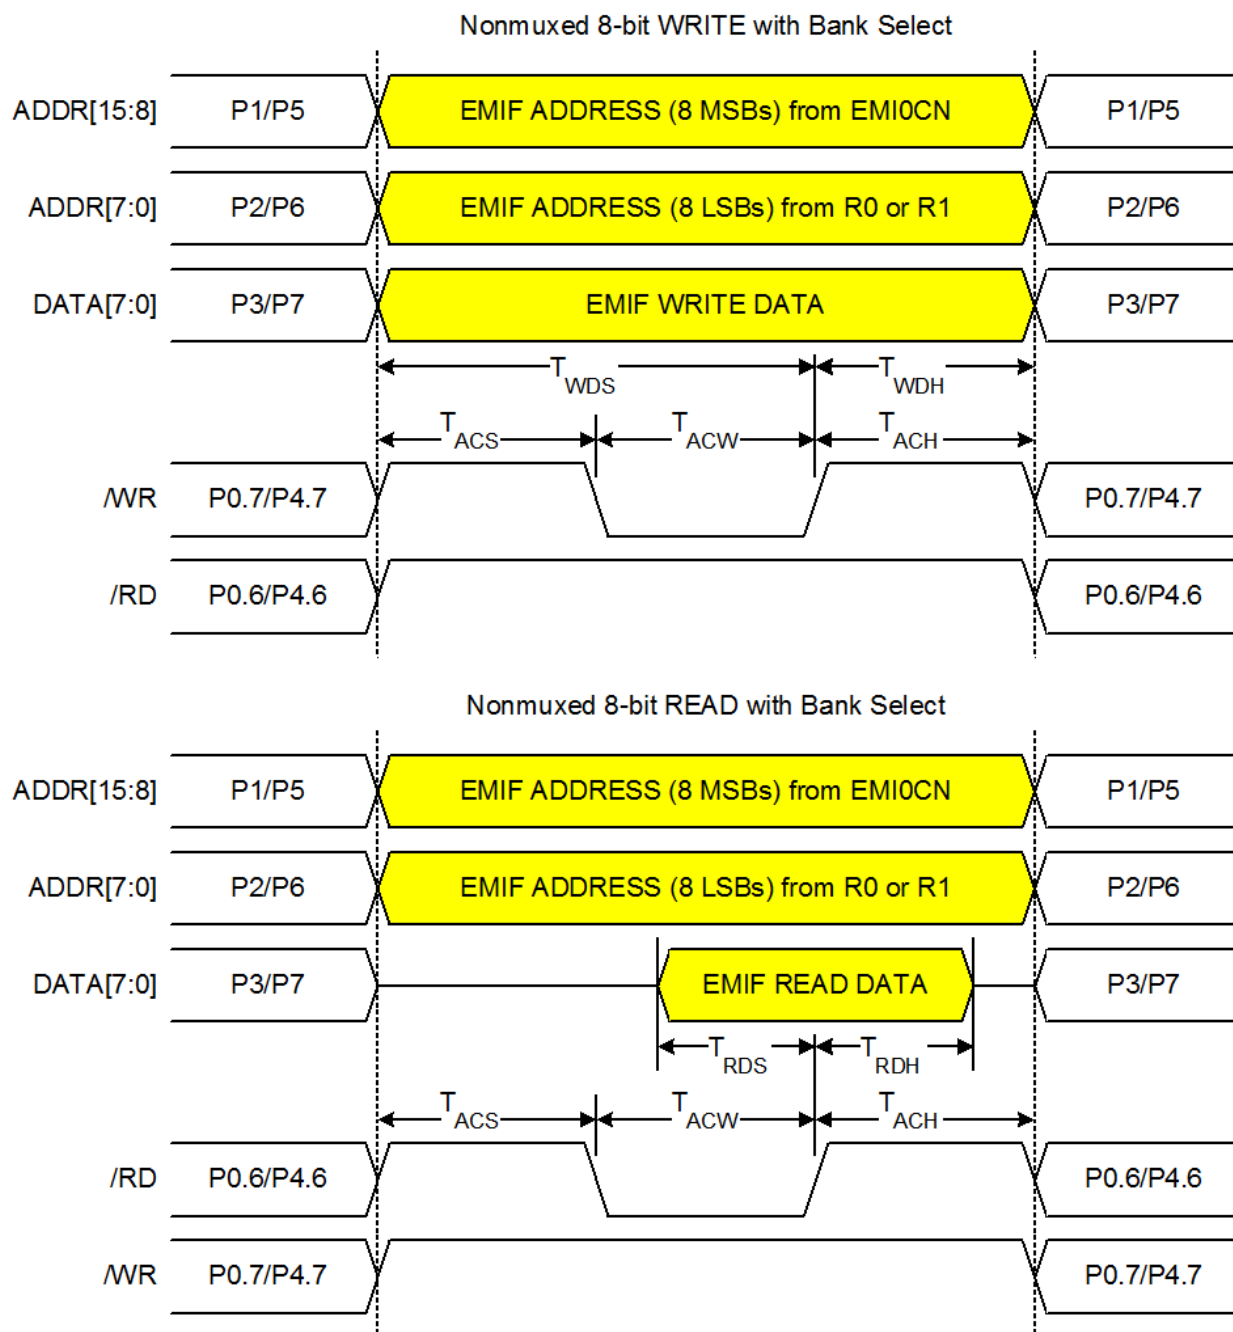 Nonmuxed 8-bit WRITE with Bank Select
ADDR[15:8] P1/P5 EMIF ADDRESS (8 MSBs) from EMI0CN P1/P5
ADDR[7:0] P2/P6 EMIF ADDRESS (8 LSBs) from R0 or R1 P2/P6
DATA[7:0] P3/P7 EMIF WRITE DATA P3/P7
TWDS TWDH
TACS TACW TACH
/WR P0.7/P4.7 P0.7/P4.7
/RD P0.6/P4.6 P0.6/P4.6
Nonmuxed 8-bit READ with Bank Select
ADDR[15:8] P1/P5 EMIF ADDRESS (8 MSBs) from EMI0CN P1/P5
ADDR[7:0] P2/P6 EMIF ADDRESS (8 LSBs) from R0 or R1 P2/P6
DATA[7:0] P3/P7 EMIF READ DATA P3/P7
TRDS TRDH
TACS TACW TACH
/RD P0.6/P4.6 P0.6/P4.6
/WR P0.7/P4.7 P0.7/P4.7